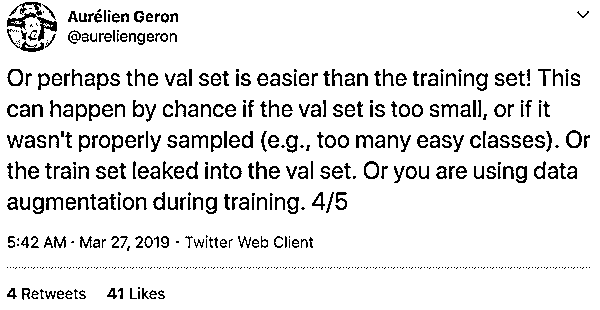 Aurélien Geron
@aureliengeron
Or perhaps the val set is easier than the training set! This
can happen by chance if the val set is too small, or if it
wasn't properly sampled (e.g., too many easy classes). Or
the train set leaked into the val set. Or you are using data
augmentation during training. 4/5
5:42 AM · Mar 27, 2019 · Twitter Web Client
4 Retweets 41 Likes